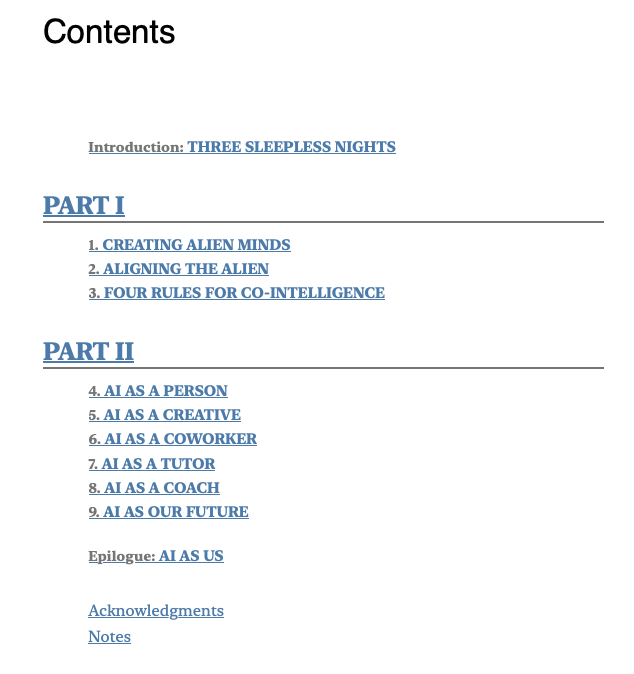 Contents
Introduction: THREE SLEEPLESS NIGHTS
PART I
1. CREATING ALIEN MINDS
2. ALIGNING THE ALIEN
3. FOUR RULES FOR CO-INTELLIGENCE
PART II
4. AI AS A PERSON
5. AI AS A CREATIVE
6. AI AS A COWORKER
7. AI AS A TUTOR
8. AI AS A COACH
9. AI AS OUR FUTURE
Epilogue: AI AS US
Acknowledgments
Notes